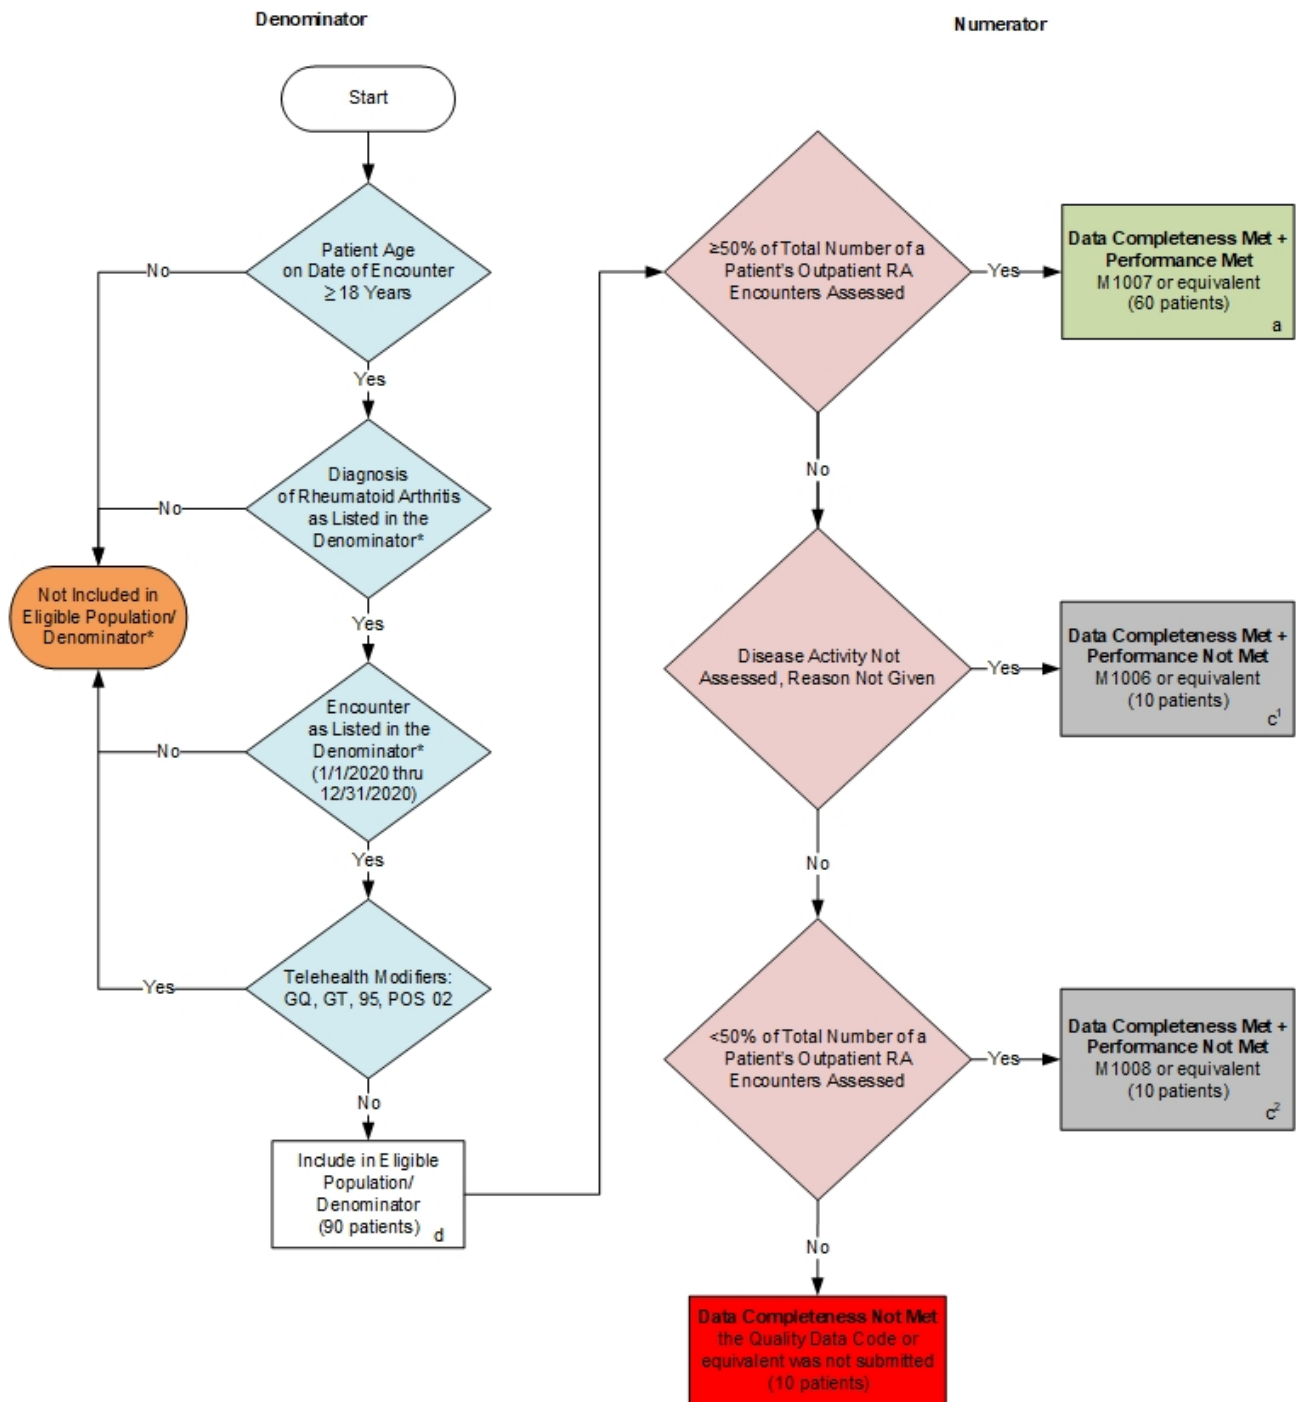 Denominator
Numerator
Start
Patient Age
on Date of Encounter
≥ 18 Years
No
Yes
Diagnosis
of Rheumatoid Arthritis
as Listed in the
Denominator*
No
Yes
Not Included in
Eligible Population/
Denominator*
Encounter
as Listed in the
Denominator*
(1/1/2020 thru
12/31/2020)
No
Yes
Telehealth Modifiers:
GQ, GT, 95, POS 02
Yes
No
Include in Eligible
Population/
Denominator
(90 patients)
d
≥50% of Total Number of a
Patient's Outpatient RA
Encounters Assessed
Yes
Data Completeness Met +
Performance Met
M1007 or equivalent
(60 patients)
a
No
Disease Activity Not
Assessed, Reason Not Given
Yes
Data Completeness Met +
Performance Not Met
M1006 or equivalent
(10 patients)
c¹
No
<50% of Total Number of a
Patient's Outpatient RA
Encounters Assessed
Yes
Data Completeness Met +
Performance Not Met
M1008 or equivalent
(10 patients)
c²
No
Data Completeness Not Met
the Quality Data Code or
equivalent was not submitted
(10 patients)